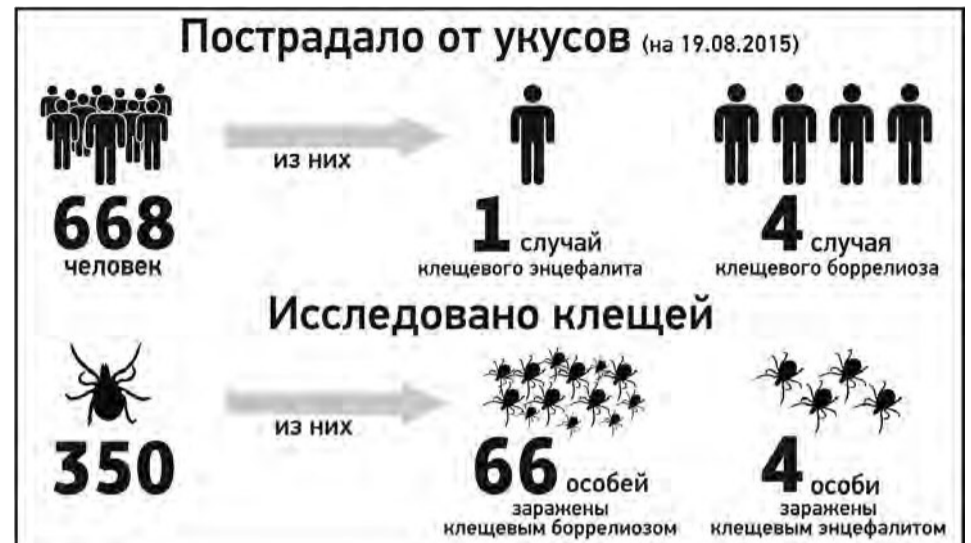 Пострадало от укусов (на 19.08.2015)
из них
668
человек
1 случай
клещевого энцефалита
4 случая
клещевого боррелиоза
Исследовано клещей
из них
350
66 особей
заражены
клещевым боррелиозом
4 особи
заражены
клещевым энцефалитом